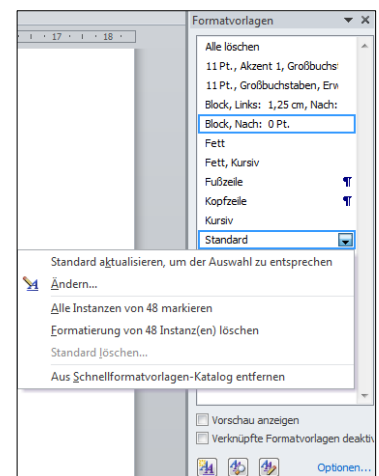 Formatvorlagen
17 18
Alle löschen
11 Pt., Akzent 1, Großbuchs
11 Pt., Großbuchstaben, Erw
Block, Links: 1,25 cm, Nach:
Block, Nach: 0 Pt.
Fett
Fett, Kursiv
Fußzeile ¶
Kopfzeile ¶
Kursiv
Standard
Standard aktualisieren, um der Auswahl zu entsprechen
Ändern...
Alle Instanzen von 48 markieren
Formatierung von 48 Instanz(en) löschen
Standard löschen...
Aus Schnellformatvorlagen-Katalog entfernen
Vorschau anzeigen
Verknüpfte Formatvorlagen deaktiv
Optionen...